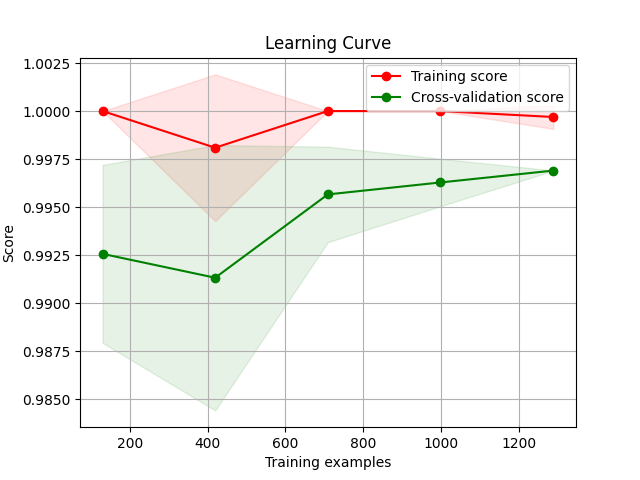 Learning Curve
Training score
Cross-validation score
1.0025
1.0000
0.9975
0.9950
0.9925
0.9900
0.9875
0.9850
Score
200 400 600 800 1000 1200
Training examples